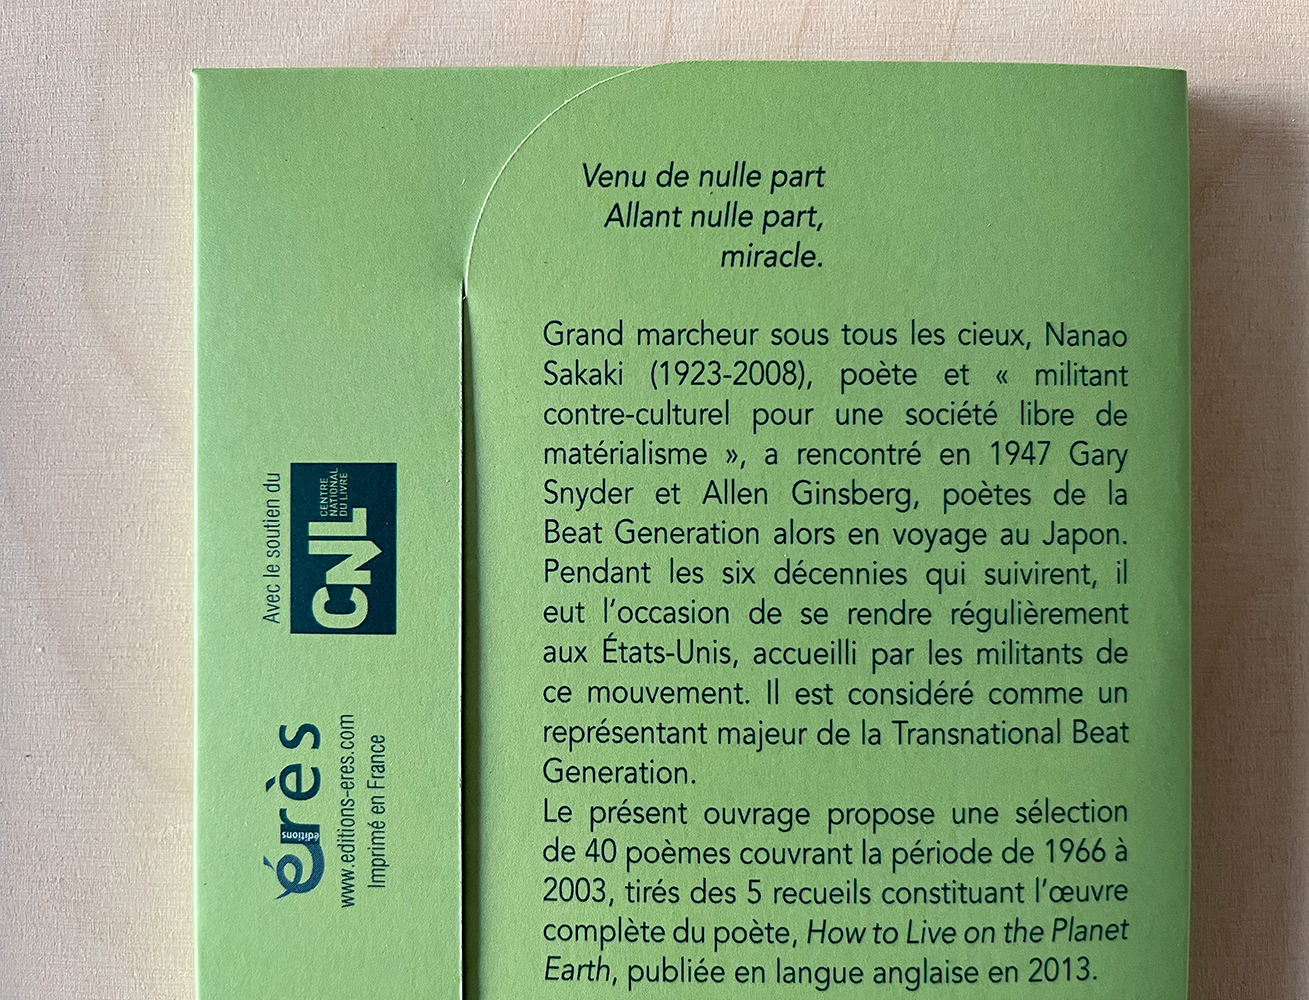 Venu de nulle part
Allant nulle part,
miracle.
Grand marcheur sous tous les cieux, Nanao
Sakaki (1923-2008), poète et « militant
contre-culturel pour une société libre de
matérialisme », a rencontré en 1947 Gary
Snyder et Allen Ginsberg, poètes de la
Beat Generation alors en voyage au Japon.
Pendant les six décennies qui suivirent, il
eut l'occasion de se rendre régulièrement
aux États-Unis, accueilli par les militants de
ce mouvement. Il est considéré comme un
représentant majeur de la Transnational Beat
Generation.
Le présent ouvrage propose une sélection
de 40 poèmes couvrant la période de 1966 à
2003, tirés des 5 recueils constituant l'œuvre
complète du poète, How to Live on the Planet
Earth, publiée en langue anglaise en 2013.
Avec le soutien du
CNL
CENTRE
NATIONAL
DU LIVRE
érès
éditions
éditions
www.editions-eres.com
Imprimé en France